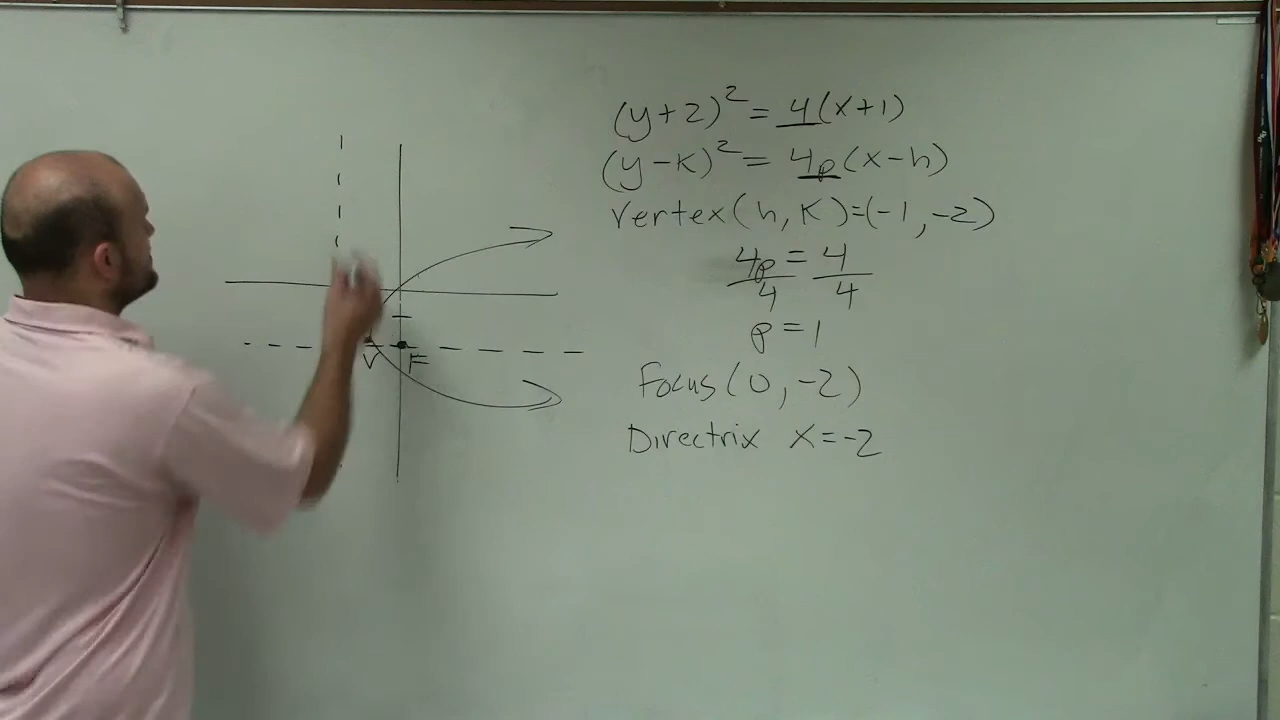 (y+2)² = 4(x+1)
(y-k)² = 4p(x-h)
Vertex(h,k)=(-1,-2)
4p = 4
4 4
p = 1
Focus(0,-2)
Directrix x=-2
V F